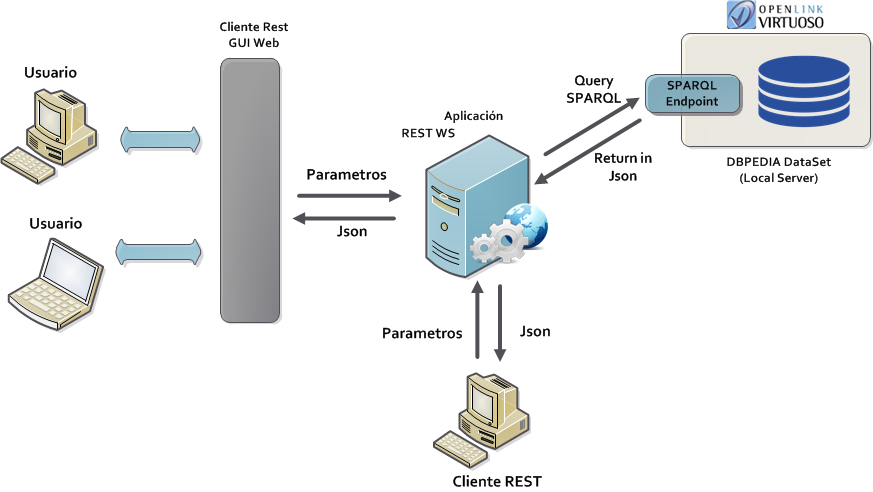 OPENLINK
VIRTUOSO
Cliente Rest
GUI Web
Usuario
Query
SPARQL
SPARQL
Endpoint
Aplicación
REST WS
Return in
Json
DBPEDIA DataSet
(Local Server)
Parametros
Json
Usuario
Parametros
Json
Cliente REST